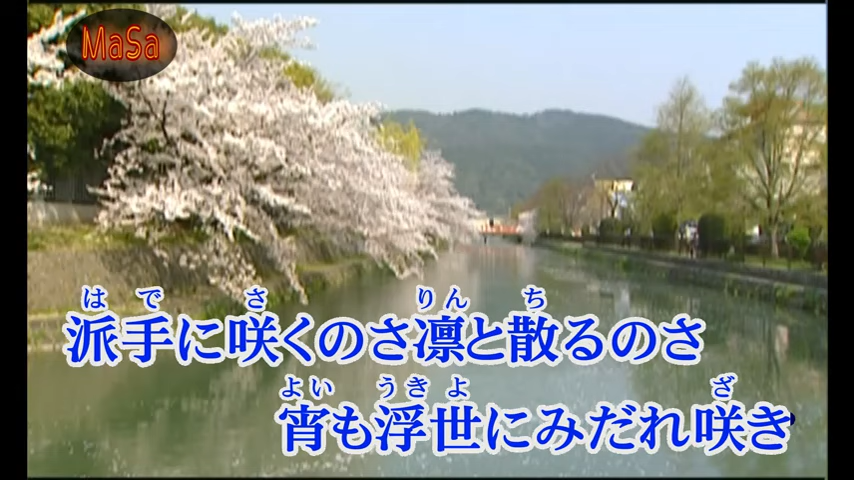 MaSa
は で さ りん ち
派手に咲くのさ凛と散るのさ
よい うき よ ざ
宵も浮世にみだれ咲き